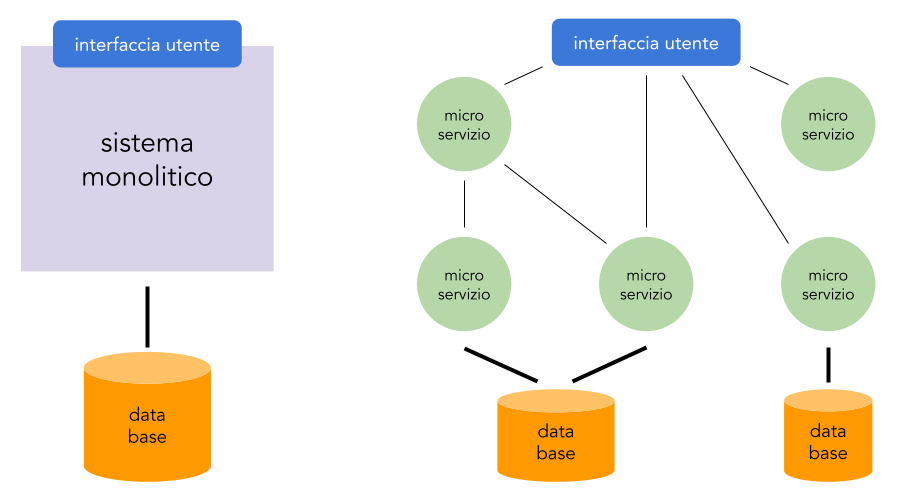 interfaccia utente
sistema
monolitico
data
base
interfaccia utente
micro
servizio
micro
servizio
micro
servizio
micro
servizio
micro
servizio
data
base
data
base